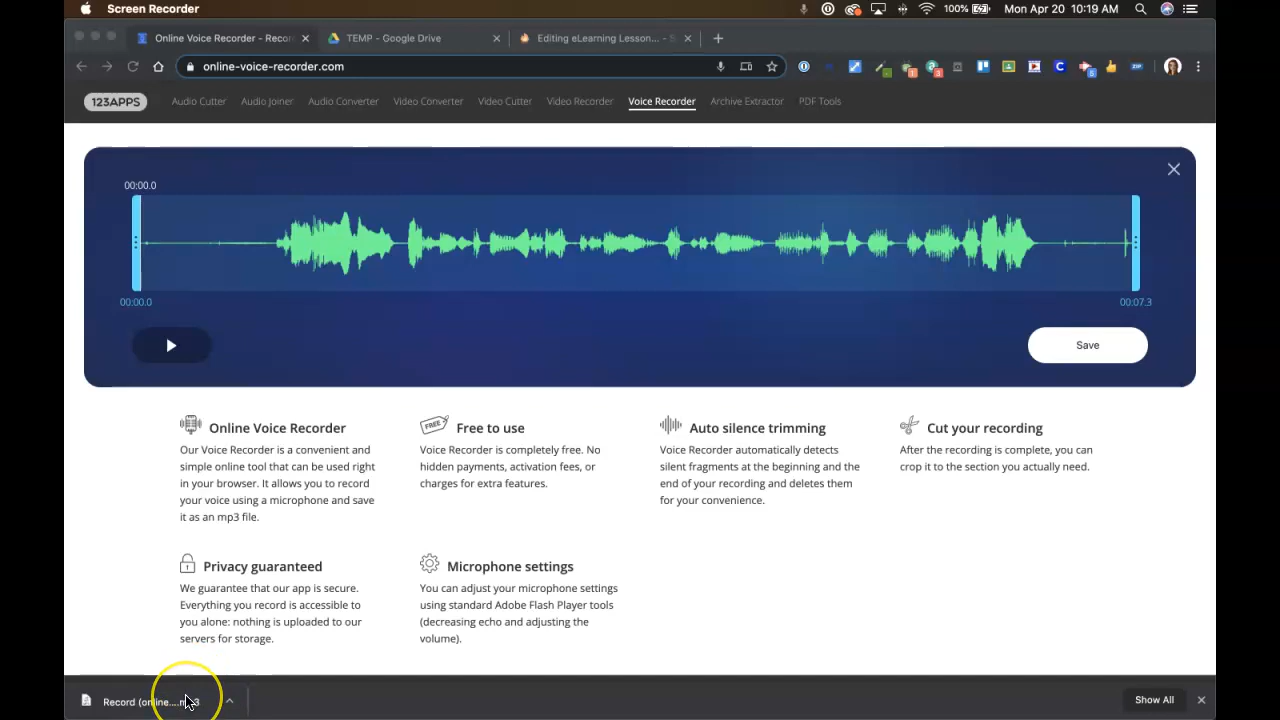 Screen Recorder
100%
Mon Apr 20 10:19 AM
Online Voice Recorder - Recor
TEMP - Google Drive
Editing eLearning Lesson... - S
online-voice-recorder.com
123APPS
Audio Cutter
Audio Joiner
Audio Converter
Video Converter
Video Cutter
Video Recorder
Voice Recorder
Archive Extractor
PDF Tools
00:00.0
00:00.0
00:07.3
Save
Online Voice Recorder
Our Voice Recorder is a convenient and
simple online tool that can be used right
in your browser. It allows you to record
your voice using a microphone and save
it as an mp3 file.
FREE
Free to use
Voice Recorder is completely free. No
hidden payments, activation fees, or
charges for extra features.
Auto silence trimming
Voice Recorder automatically detects
silent fragments at the beginning and the
end of your recording and deletes them
for your convenience.
Cut your recording
After the recording is complete, you can
crop it to the section you actually need.
Privacy guaranteed
We guarantee that our app is secure.
Everything you record is accessible to
you alone: nothing is uploaded to our
servers for storage.
Microphone settings
You can adjust your microphone settings
using standard Adobe Flash Player tools
(decreasing echo and adjusting the
volume).
Record (online....mp3
Show All